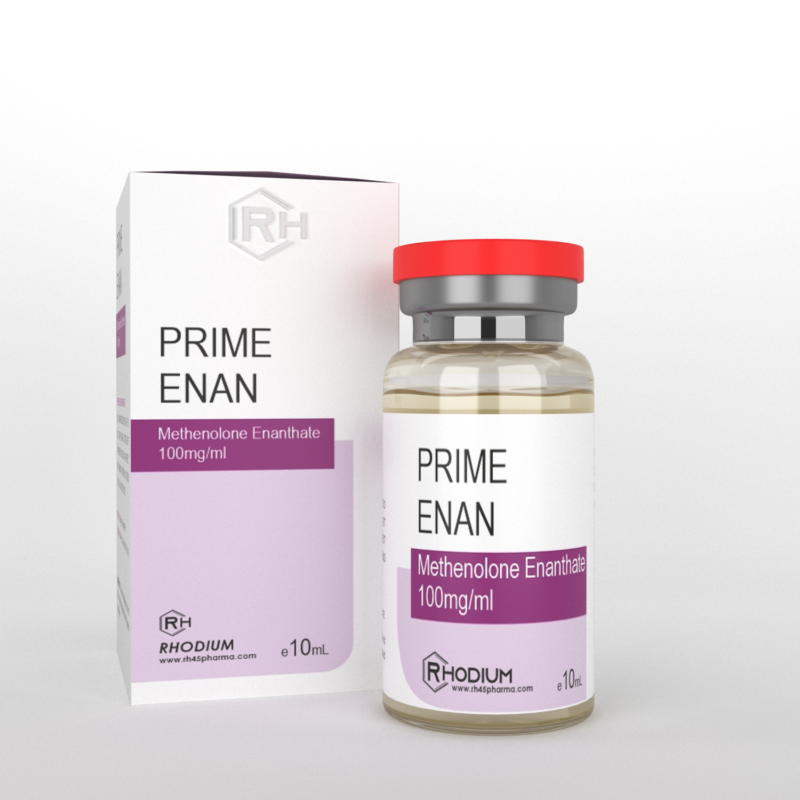 RH
PRIME
ENAN
Methenolone Enanthate
100mg/ml
RH
RHODIUM
www.rh45pharma.com
e10mL
PRIME
ENAN
Methenolone Enanthate
100mg/ml
RHODIUM
www.rh45pharma.com
e10mL